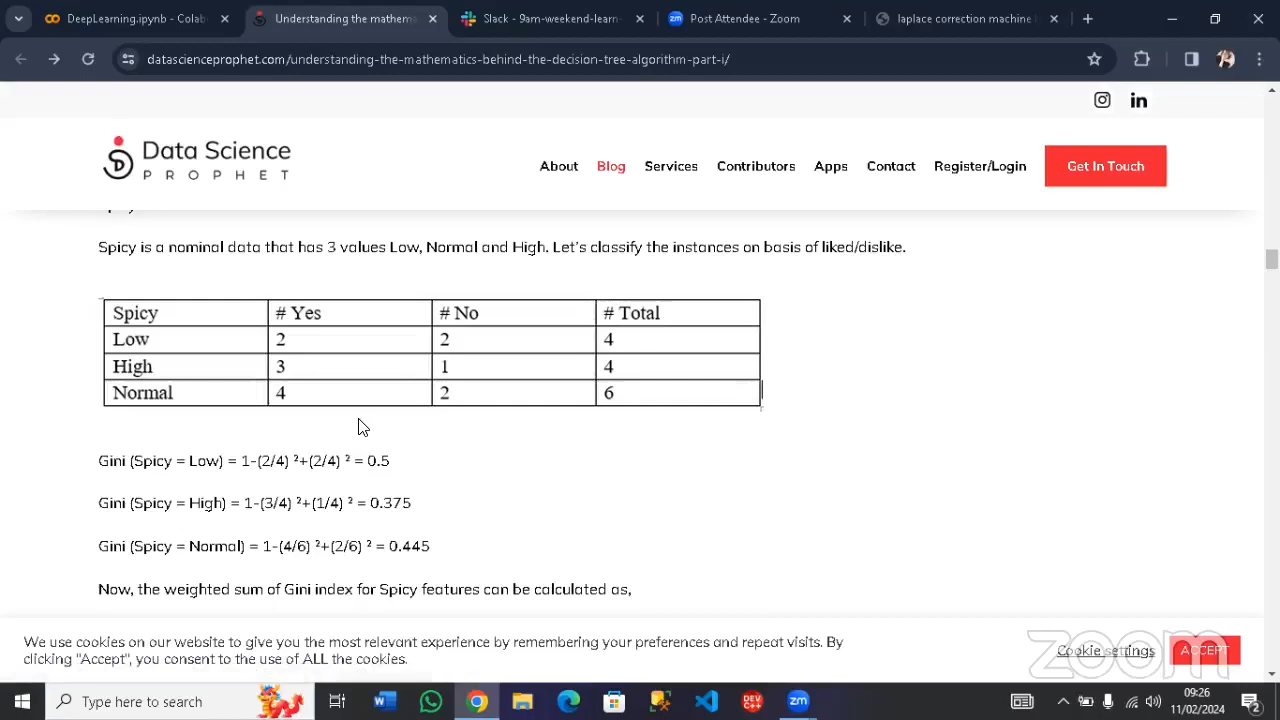 DeepLearning.ipynb - Colab
Understanding the mathema
Slack - 9am-weekend-learn-
Post Attendee - Zoom
laplace correction machine
datascienceprophet.com/understanding-the-mathematics-behind-the-decision-tree-algorithm-part-i/
Data Science
PROPHET
About Blog Services Contributors Apps Contact Register/Login Get In Touch
Spicy is a nominal data that has 3 values Low, Normal and High. Let's classify the instances on basis of liked/dislike.
Spicy # Yes # No # Total
Low 2 2 4
High 3 1 4
Normal 4 2 6
Gini (Spicy = Low) = 1-(2/4) ²+(2/4) ² = 0.5
Gini (Spicy = High) = 1-(3/4) ²+(1/4) ² = 0.375
Gini (Spicy = Normal) = 1-(4/6) ²+(2/6) ² = 0.445
Now, the weighted sum of Gini index for Spicy features can be calculated as,
We use cookies on our website to give you the most relevant experience by remembering your preferences and repeat visits. By
clicking "Accept", you consent to the use of ALL the cookies.
Cookie settings
ACCEPT
zoom
Type here to search
09:26
11/02/2024
2